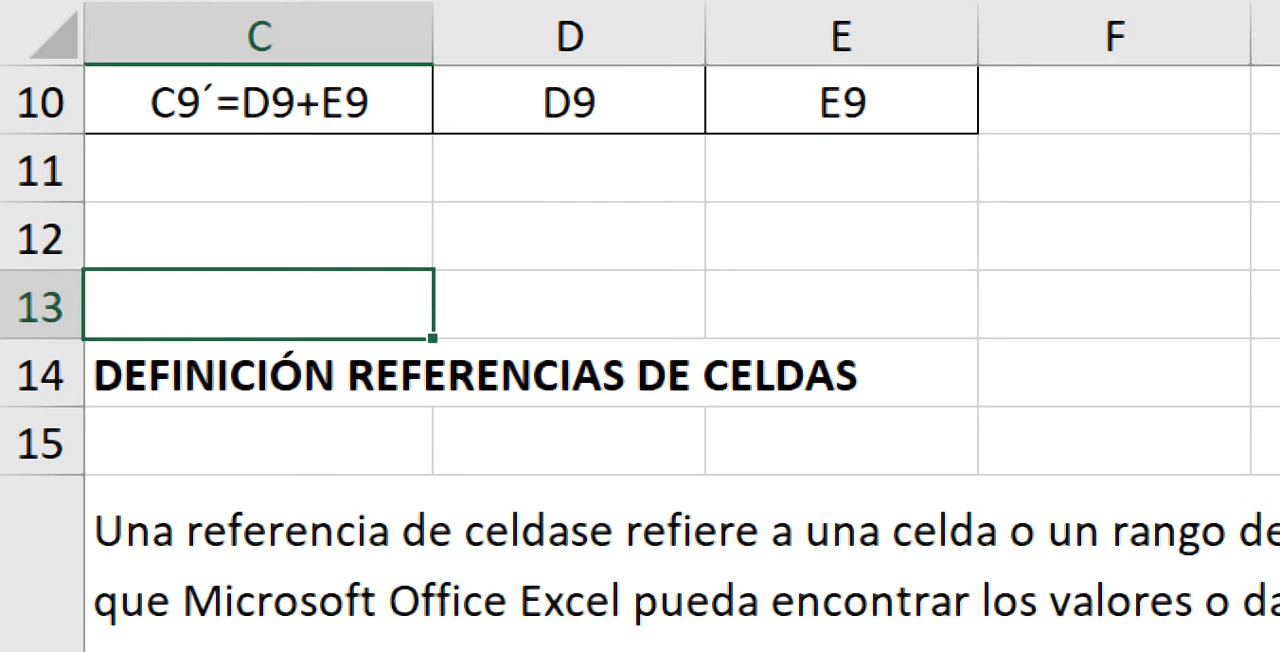 C D E F
10 C9´=D9+E9 D9 E9
11
12
13
14 DEFINICIÓN REFERENCIAS DE CELDAS
15
Una referencia de celdase refiere a una celda o un rango de
que Microsoft Office Excel pueda encontrar los valores o